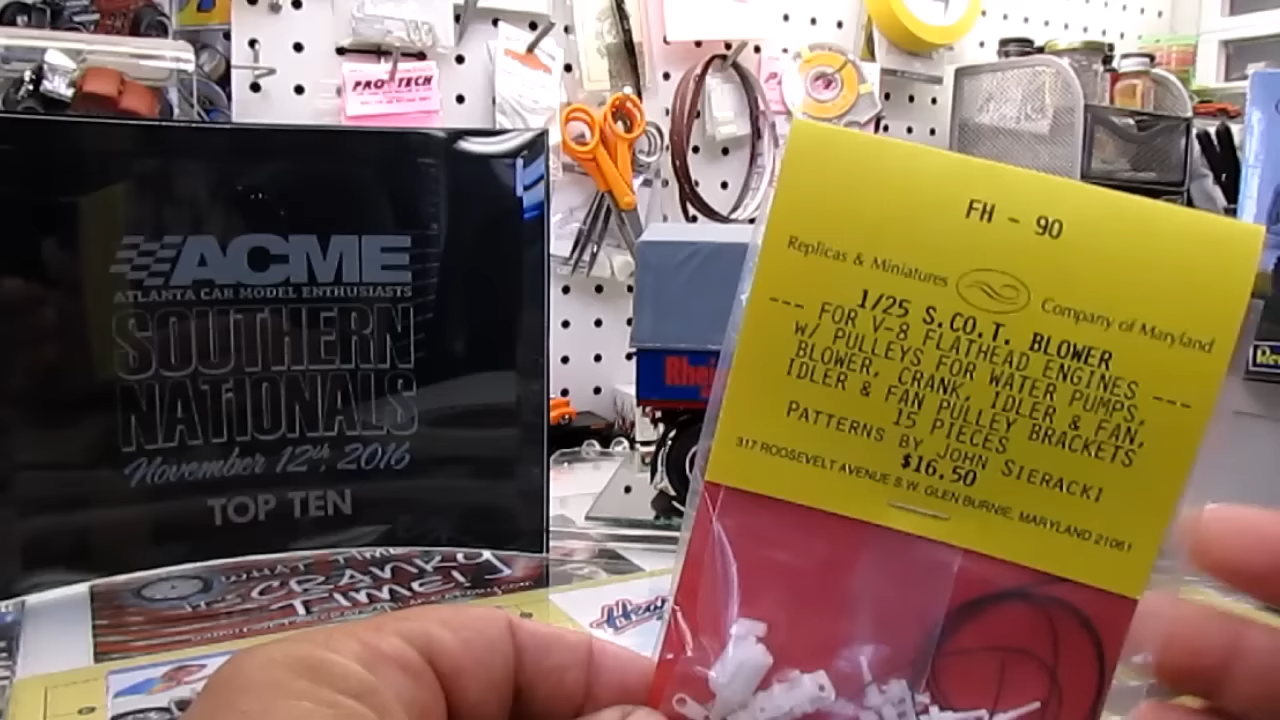 PRO TECH
ACME
ATLANTA CAR MODEL ENTHUSIASTS
SOUTHERN
NATIONALS
November 12th, 2016
TOP TEN
FH - 90
Replicas & Miniatures Company of Maryland
1/25 S.CO.T. BLOWER
--- FOR V-8 FLATHEAD ENGINES ---
W/ PULLEYS FOR WATER PUMPS,
BLOWER, CRANK, IDLER & FAN,
IDLER & FAN PULLEY BRACKETS
15 PIECES
PATTERNS BY JOHN SIERACKI
$16.50
317 ROOSEVELT AVENUE S.W. GLEN BURNIE, MARYLAND 21061
WHAT TIME
IT'S CRANKY
TIME!